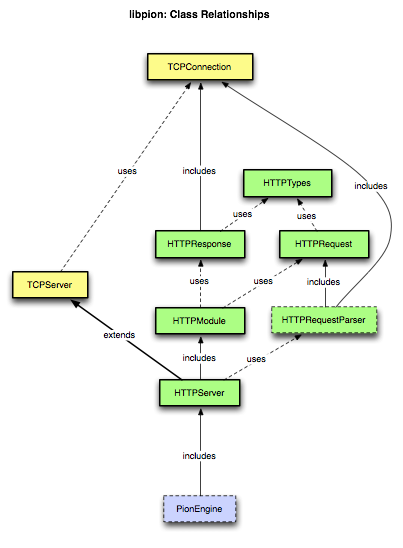 libpion: Class Relationships
TCPConnection
uses
includes
includes
HTTPTypes
uses
uses
HTTPResponse
HTTPRequest
TCPServer
uses
uses
includes
HTTPModule
HTTPRequestParser
extends
includes
uses
HTTPServer
includes
PionEngine